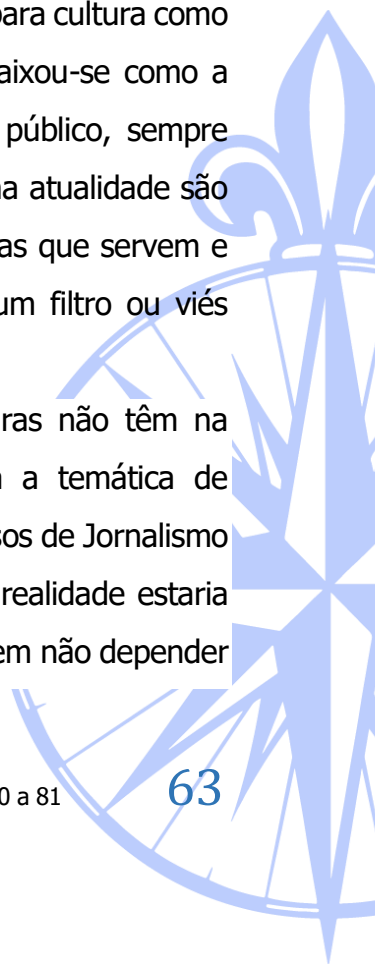 para cultura como
aixou-se como a
público, sempre
na atualidade são
as que servem e
um filtro ou viés
ras não têm na
a temática de
sos de Jornalismo
realidade estaria
em não depender
0 a 81
63